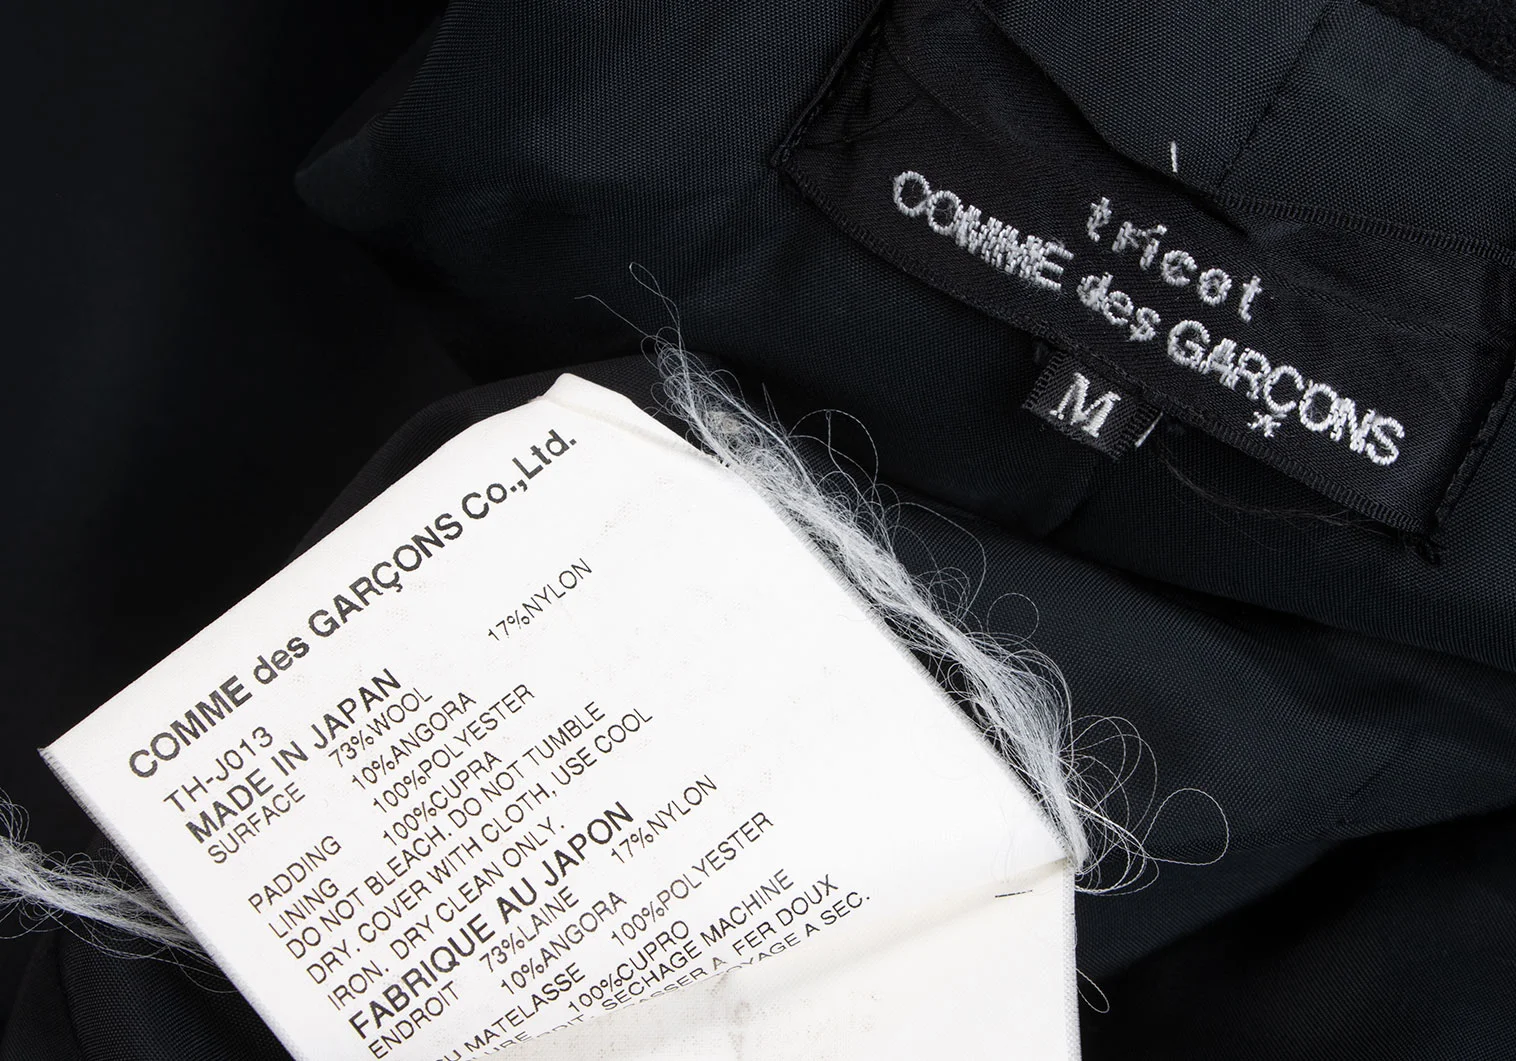 tricot
COMME des GARÇONS
M
COMME des GARÇONS Co.,Ltd.
TH-J013
MADE IN JAPAN
SURFACE 73%WOOL 17%NYLON
10%ANGORA
PADDING 100%POLYESTER
LINING 100%CUPRA
DO NOT BLEACH. DO NOT TUMBLE
DRY. COVER WITH CLOTH, USE COOL
IRON. DRY CLEAN ONLY.
FABRIQUE AU JAPON
ENDROIT 73%LAINE 17%NYLON
10%ANGORA
MATELASSE 100%POLYESTER
100%CUPRO
SECHAGE MACHINE
A FER DOUX
A SEC.